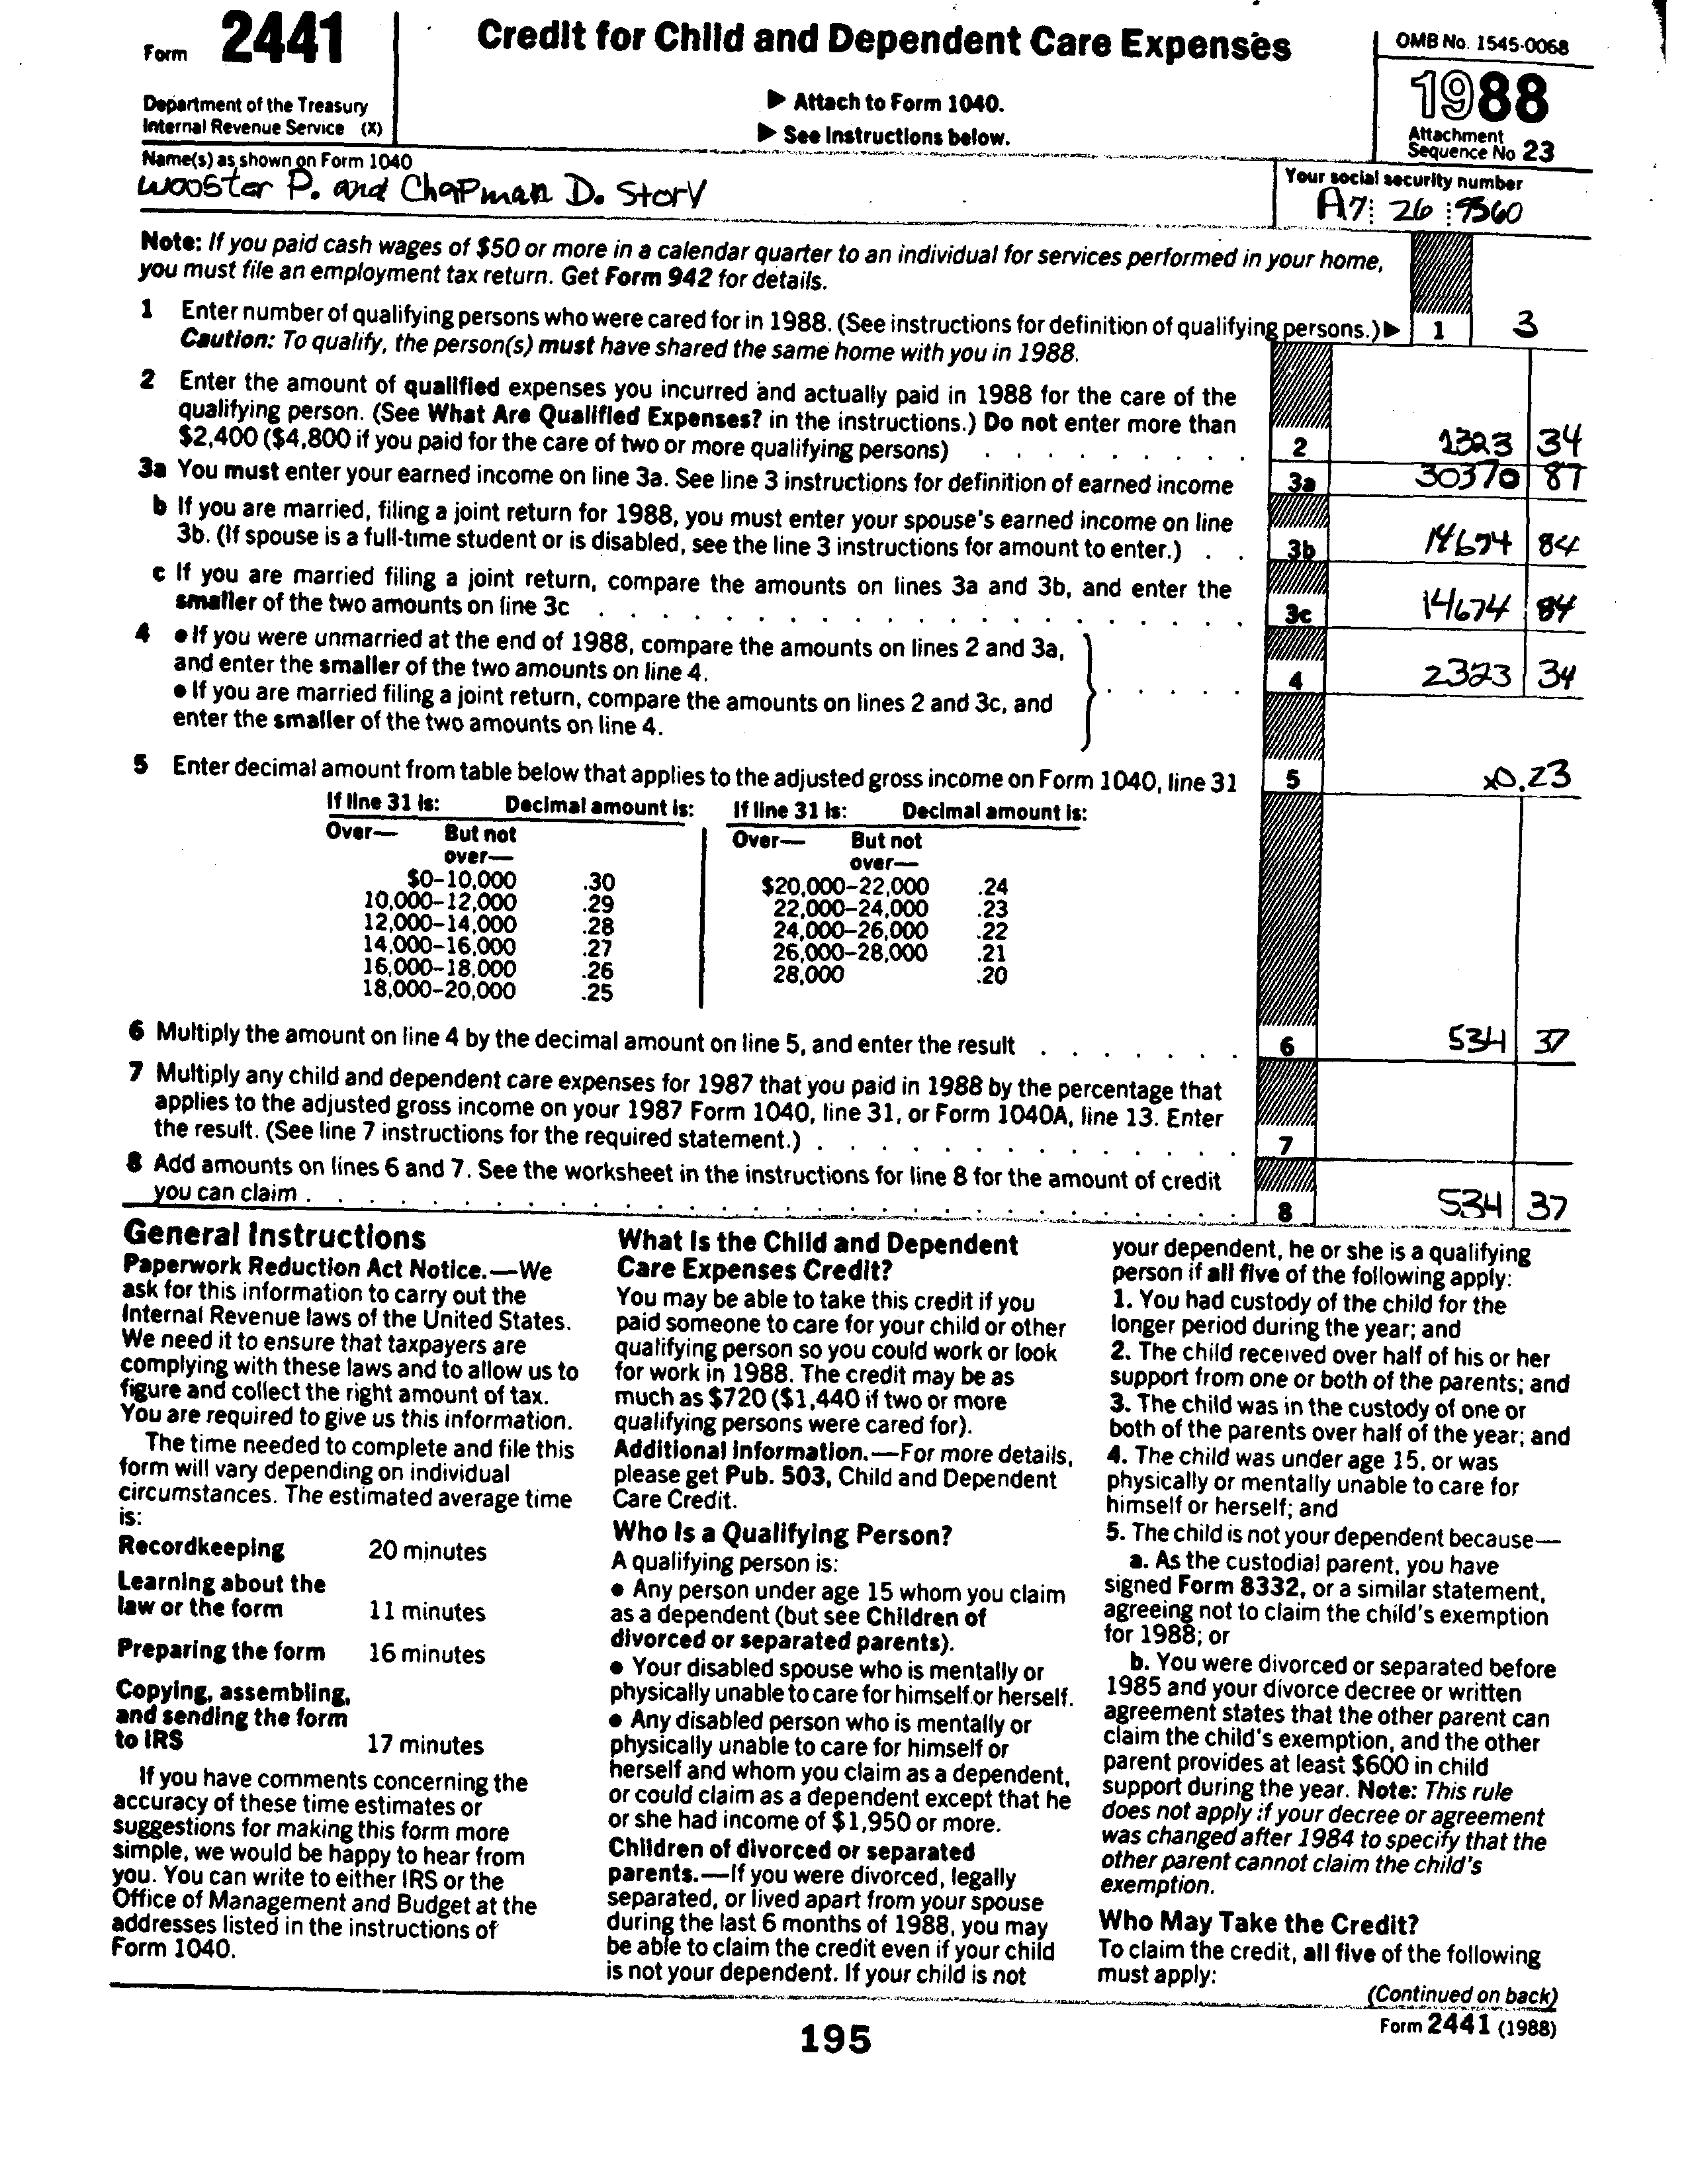 Form 2441
Credit for Child and Dependent Care Expenses
OMB No. 1545-0068
1988
Department of the Treasury
Internal Revenue Service (X)
▶ Attach to Form 1040.
▶ See Instructions below.
Attachment
Sequence No 23
Name(s) as shown on Form 1040
Wooster P. and Chapman D. Story
Your social security number
A7 26 9560
Note: If you paid cash wages of $50 or more in a calendar quarter to an individual for services performed in your home,
you must file an employment tax return. Get Form 942 for details.
1 Enter number of qualifying persons who were cared for in 1988. (See instructions for definition of qualifying persons.) ▶ 1 3
Caution: To qualify, the person(s) must have shared the same home with you in 1988.
2 Enter the amount of qualified expenses you incurred and actually paid in 1988 for the care of the
qualifying person. (See What Are Qualified Expenses? in the instructions.) Do not enter more than
$2,400 ($4,800 if you paid for the care of two or more qualifying persons) . . . . . . . . . 2 2323 34
3a You must enter your earned income on line 3a. See line 3 instructions for definition of earned income 3a 30370 87
b If you are married, filing a joint return for 1988, you must enter your spouse's earned income on line
3b. (If spouse is a full-time student or is disabled, see the line 3 instructions for amount to enter.) . . 3b 14674 84
c If you are married filing a joint return, compare the amounts on lines 3a and 3b, and enter the
smaller of the two amounts on line 3c . . . . . . . . . . . . . . . . . . 3c 14674 84
4 ● If you were unmarried at the end of 1988, compare the amounts on lines 2 and 3a,
and enter the smaller of the two amounts on line 4.
● If you are married filing a joint return, compare the amounts on lines 2 and 3c, and
enter the smaller of the two amounts on line 4.
. . . . . 4 2323 34
5 Enter decimal amount from table below that applies to the adjusted gross income on Form 1040, line 31 5 x0.23
If line 31 is: Decimal amount is: If line 31 is: Decimal amount is:
Over— But not over— Over— But not over—
$0–10,000 .30 $20,000–22,000 .24
10,000–12,000 .29 22,000–24,000 .23
12,000–14,000 .28 24,000–26,000 .22
14,000–16,000 .27 26,000–28,000 .21
16,000–18,000 .26 28,000 .20
18,000–20,000 .25
6 Multiply the amount on line 4 by the decimal amount on line 5, and enter the result . . . . . . . 6 534 37
7 Multiply any child and dependent care expenses for 1987 that you paid in 1988 by the percentage that
applies to the adjusted gross income on your 1987 Form 1040, line 31, or Form 1040A, line 13. Enter
the result. (See line 7 instructions for the required statement.) . . . . . . . . . . . . . 7
8 Add amounts on lines 6 and 7. See the worksheet in the instructions for line 8 for the amount of credit
you can claim . . . . . . . . . . . . . . . . . . . . . . . . . . . . . 8 534 37
General Instructions
Paperwork Reduction Act Notice.—We
ask for this information to carry out the
Internal Revenue laws of the United States.
We need it to ensure that taxpayers are
complying with these laws and to allow us to
figure and collect the right amount of tax.
You are required to give us this information.
The time needed to complete and file this
form will vary depending on individual
circumstances. The estimated average time
is:
Recordkeeping 20 minutes
Learning about the
law or the form 11 minutes
Preparing the form 16 minutes
Copying, assembling,
and sending the form
to IRS 17 minutes
If you have comments concerning the
accuracy of these time estimates or
suggestions for making this form more
simple, we would be happy to hear from
you. You can write to either IRS or the
Office of Management and Budget at the
addresses listed in the instructions of
Form 1040.
What Is the Child and Dependent
Care Expenses Credit?
You may be able to take this credit if you
paid someone to care for your child or other
qualifying person so you could work or look
for work in 1988. The credit may be as
much as $720 ($1,440 if two or more
qualifying persons were cared for).
Additional Information.—For more details,
please get Pub. 503, Child and Dependent
Care Credit.
Who Is a Qualifying Person?
A qualifying person is:
● Any person under age 15 whom you claim
as a dependent (but see Children of
divorced or separated parents).
● Your disabled spouse who is mentally or
physically unable to care for himself or herself.
● Any disabled person who is mentally or
physically unable to care for himself or
herself and whom you claim as a dependent,
or could claim as a dependent except that he
or she had income of $1,950 or more.
Children of divorced or separated
parents.—If you were divorced, legally
separated, or lived apart from your spouse
during the last 6 months of 1988, you may
be able to claim the credit even if your child
is not your dependent. If your child is not
your dependent, he or she is a qualifying
person if all five of the following apply:
1. You had custody of the child for the
longer period during the year; and
2. The child received over half of his or her
support from one or both of the parents; and
3. The child was in the custody of one or
both of the parents over half of the year; and
4. The child was under age 15, or was
physically or mentally unable to care for
himself or herself; and
5. The child is not your dependent because—
a. As the custodial parent, you have
signed Form 8332, or a similar statement,
agreeing not to claim the child's exemption
for 1988; or
b. You were divorced or separated before
1985 and your divorce decree or written
agreement states that the other parent can
claim the child's exemption, and the other
parent provides at least $600 in child
support during the year. Note: This rule
does not apply if your decree or agreement
was changed after 1984 to specify that the
other parent cannot claim the child's
exemption.
Who May Take the Credit?
To claim the credit, all five of the following
must apply:
(Continued on back)
195
Form 2441 (1988)